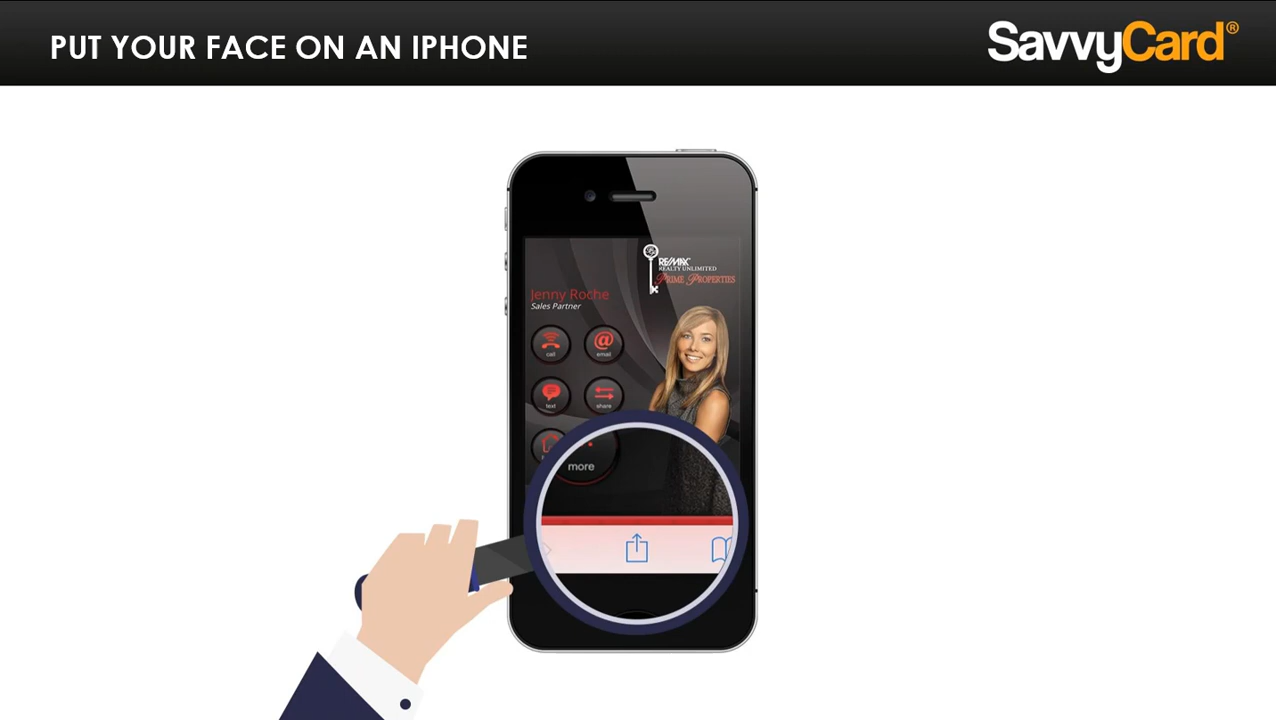 PUT YOUR FACE ON AN IPHONE
SavvyCard®
RE/MAX
REALTY UNLIMITED
PRIME PROPERTIES
Jenny Roche
Sales Partner
call
email
text
share
more